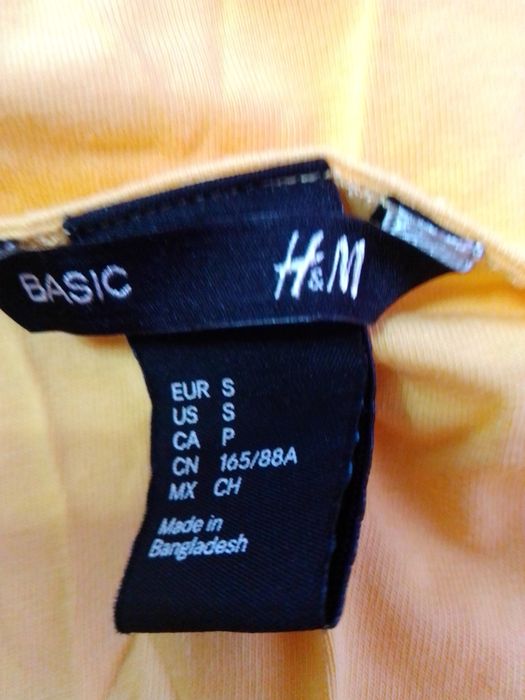 BASIC H&M
EUR S
US S
CA P
CN 165/88A
MX CH
Made in
Bangladesh